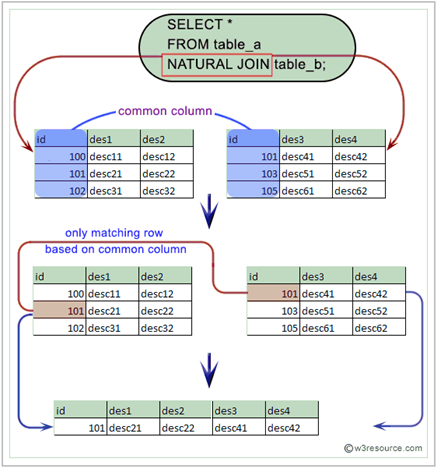 SELECT *
FROM table_a
NATURAL JOIN table_b;
common column
id des1 des2
100 desc11 desc12
101 desc21 desc22
102 desc31 desc32
id des3 des4
101 desc41 desc42
103 desc51 desc52
105 desc61 desc62
only matching row
based on common column
id des1 des2
100 desc11 desc12
101 desc21 desc22
102 desc31 desc32
id des3 des4
101 desc41 desc42
103 desc51 desc52
105 desc61 desc62
id des1 des2 des3 des4
101 desc21 desc22 desc41 desc42
© w3resource.com